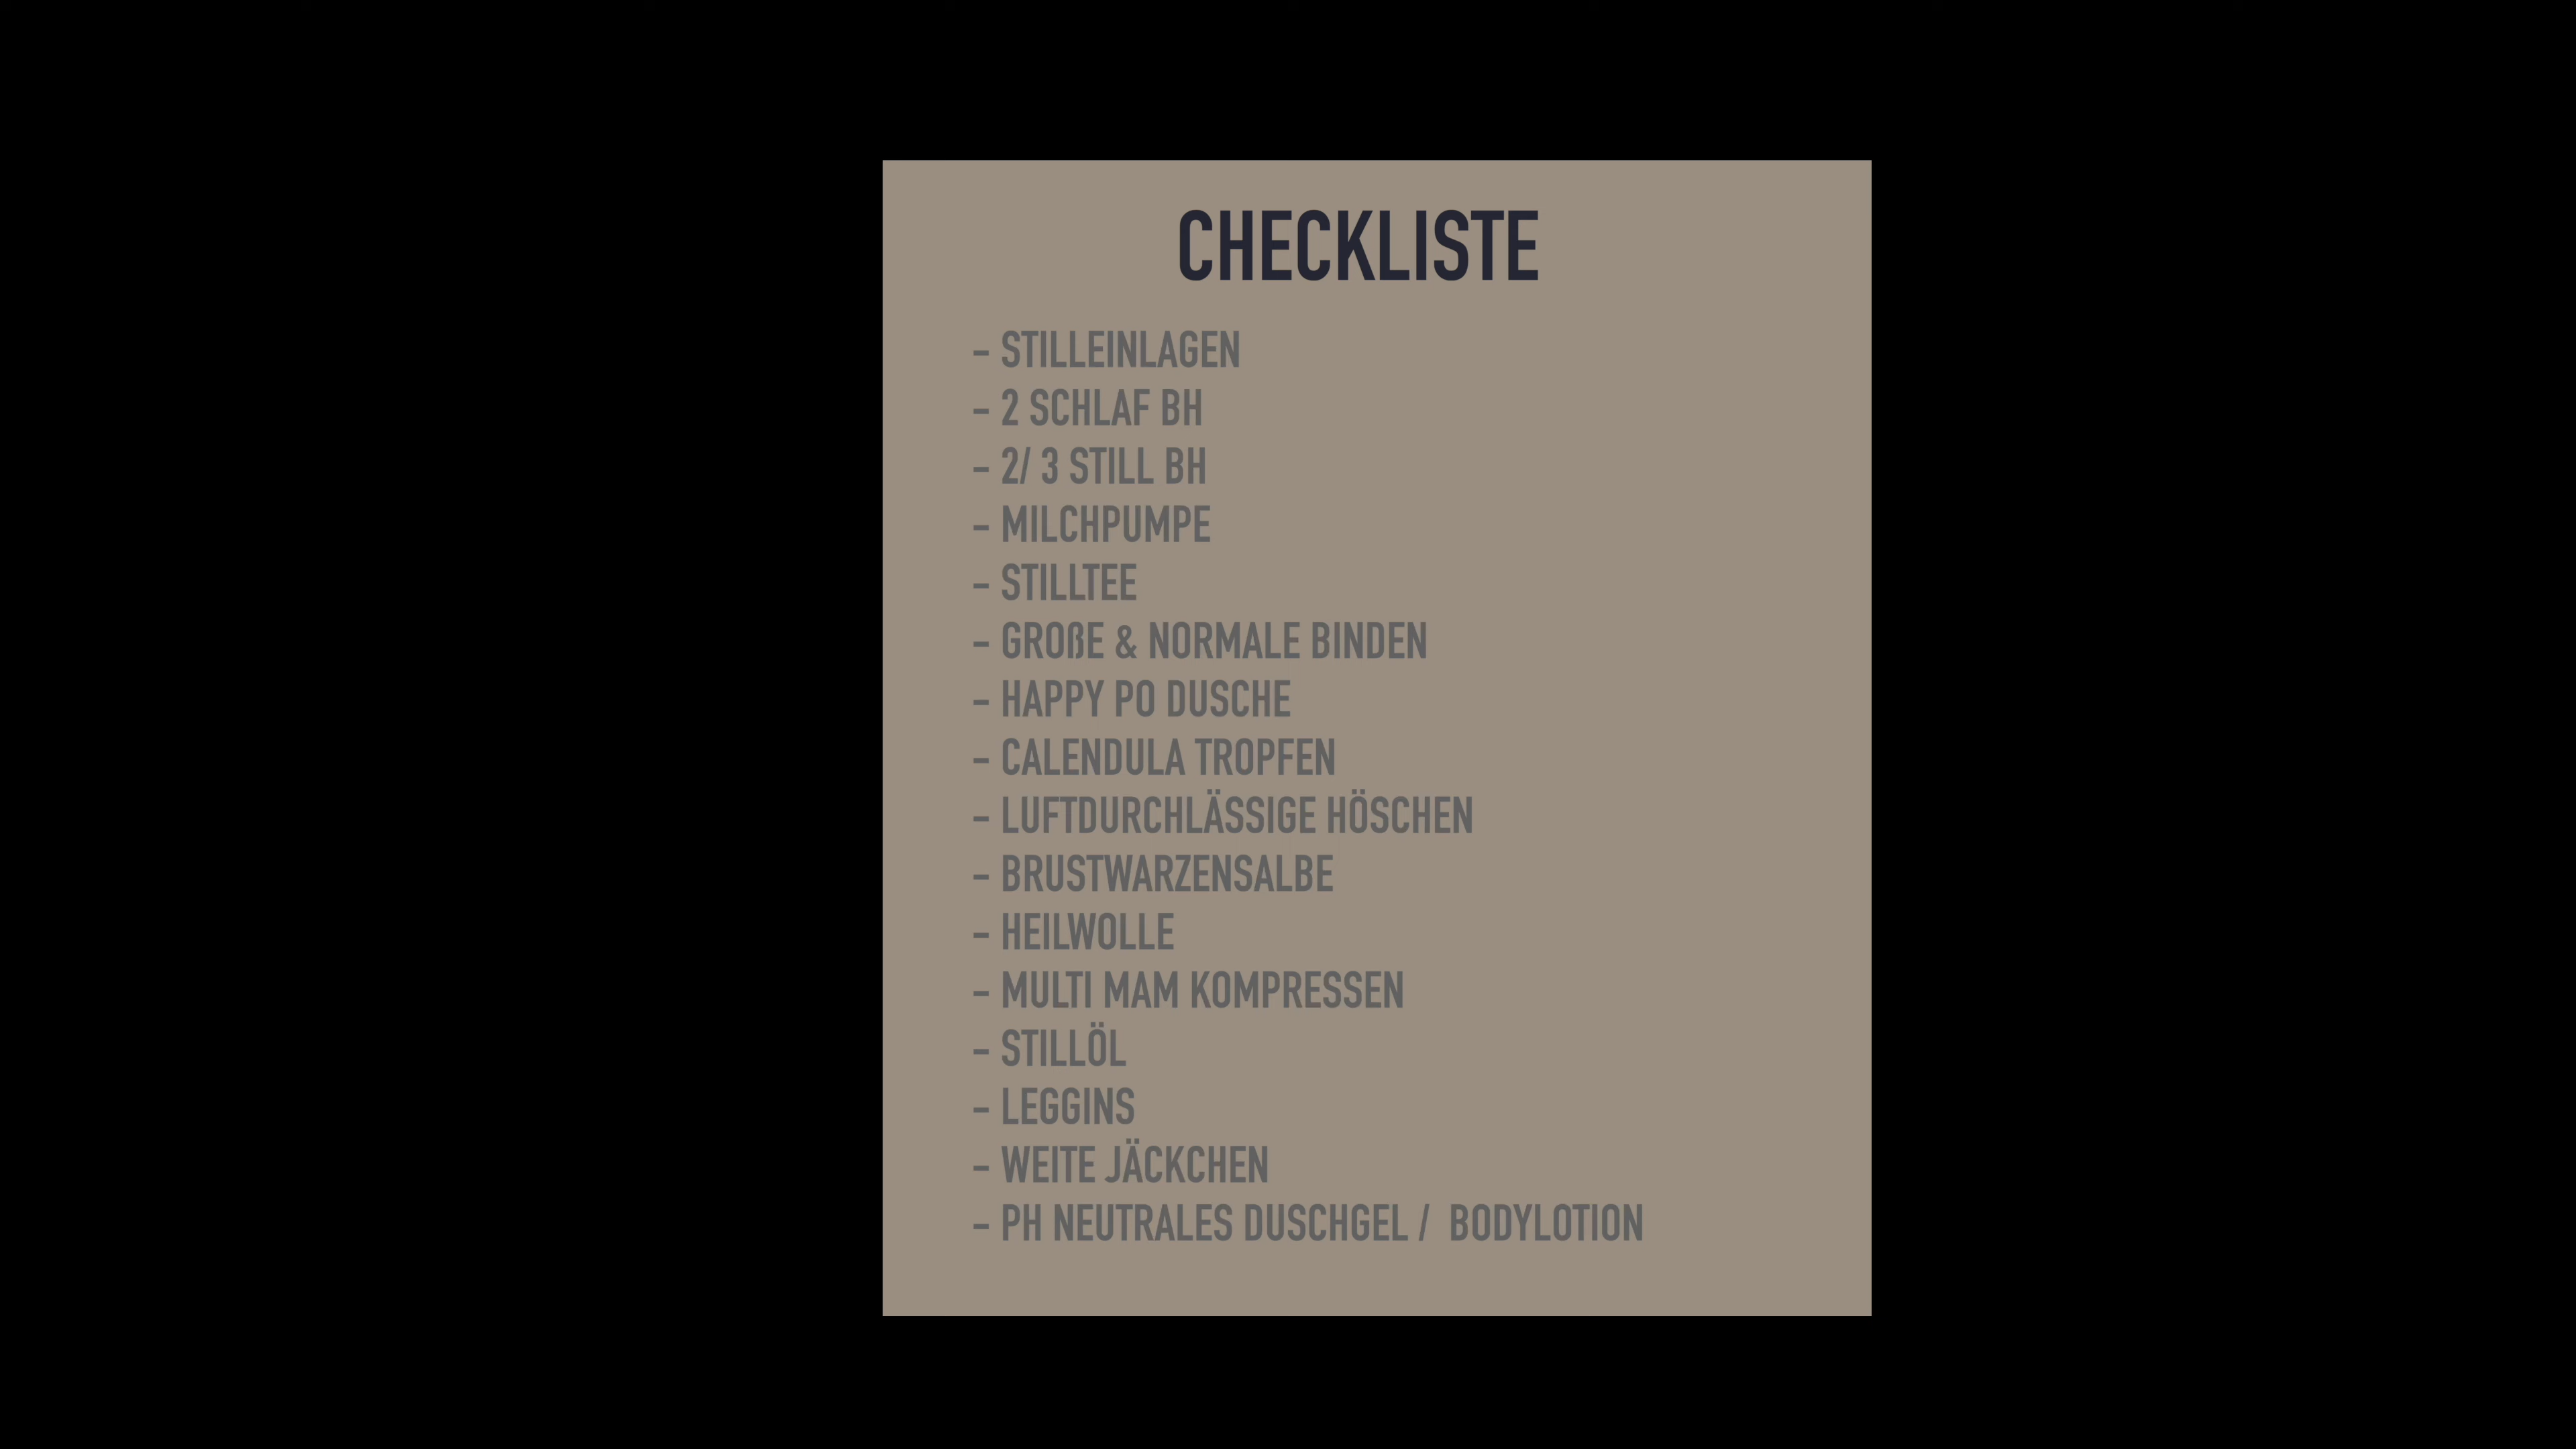 CHECKLISTE
- STILLEINLAGEN
- 2 SCHLAF BH
- 2/ 3 STILL BH
- MILCHPUMPE
- STILLTEE
- GROßE & NORMALE BINDEN
- HAPPY PO DUSCHE
- CALENDULA TROPFEN
- LUFTDURCHLÄSSIGE HÖSCHEN
- BRUSTWARZENSALBE
- HEILWOLLE
- MULTI MAM KOMPRESSEN
- STILLÖL
- LEGGINS
- WEITE JÄCKCHEN
- PH NEUTRALES DUSCHGEL /  BODYLOTION